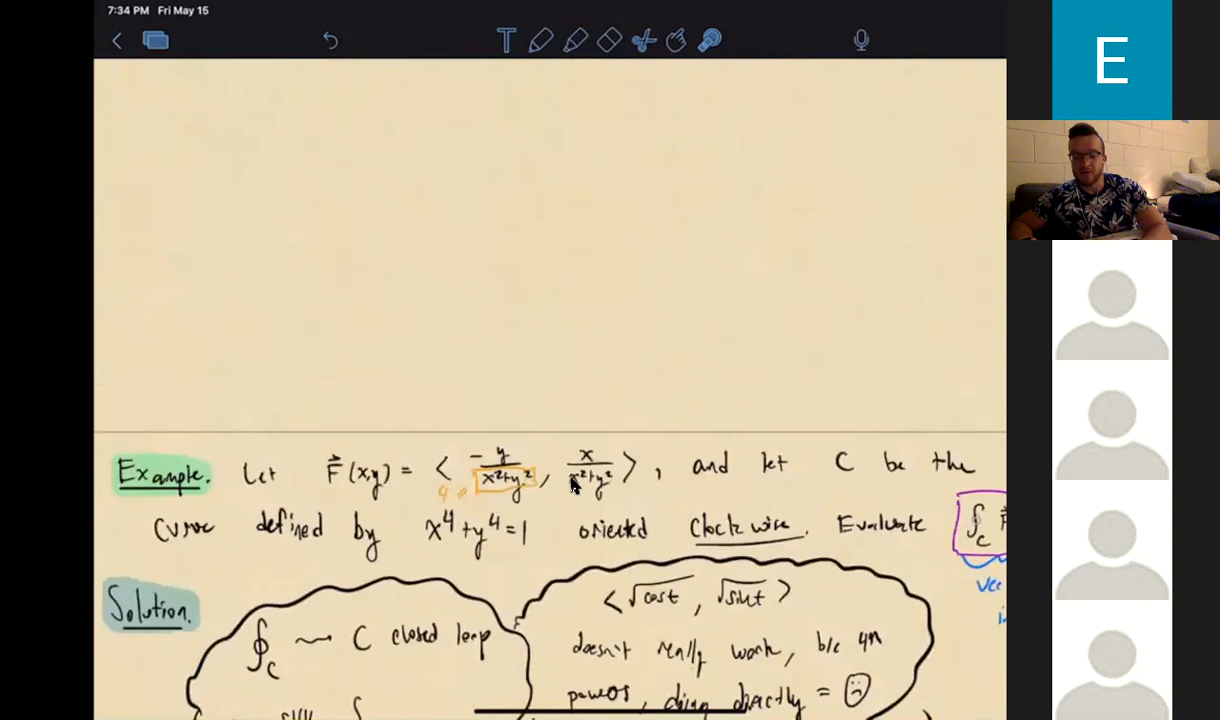 7:34 PM Fri May 15
E
Example. Let F⃗(x,y) = < -y/x²+y², x/x²+y² >, and let C be the
curve defined by x⁴+y⁴=1 oriented Clockwise. Evaluate ∫C F
Solution.
∮C ⇝ C closed loop
still ∫
<√cost, √sint>
doesn't really work, b/c 4th
powers, doing directly = ☹